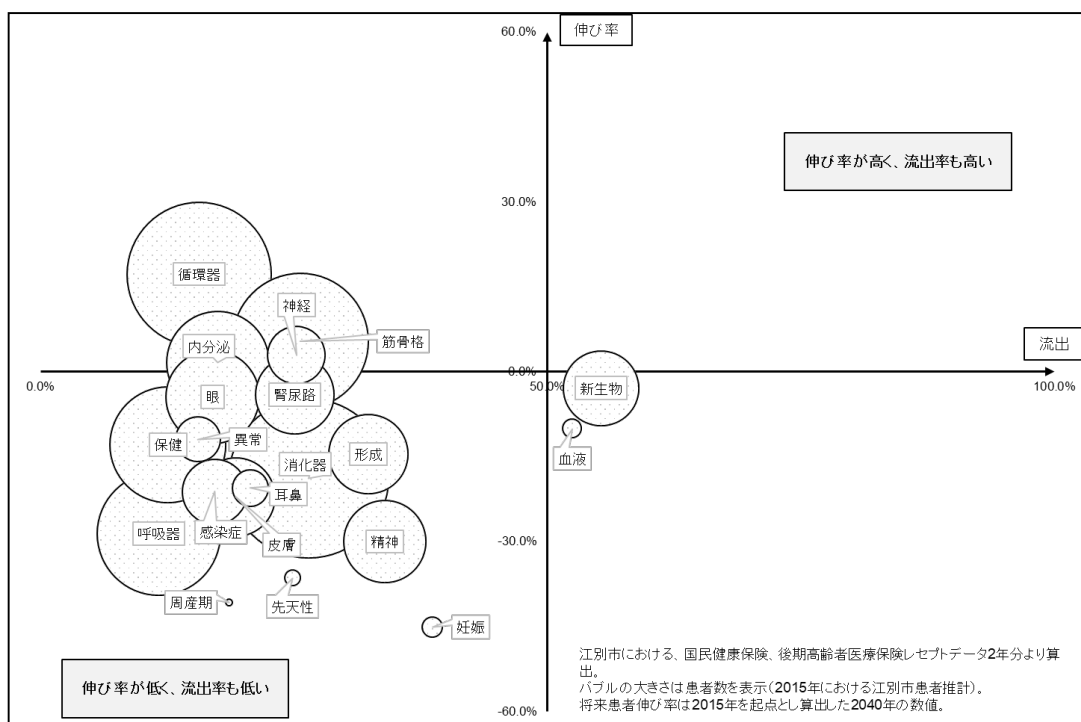 60.0%
伸び率
伸び率が高く、流出率も高い
30.0%
循環器
神経
筋骨格
内分泌
流出
0.0%
0.0%
50.0%
100.0%
眼
腎尿路
新生物
保健
異常
消化器
形成
血液
耳鼻
呼吸器
感染症
皮膚
精神
-30.0%
周産期
先天性
妊娠
江別市における、国民健康保険、後期高齢者医療保険レセプトデータ2年分より算
出。
バブルの大きさは患者数を表示(2015年における江別市患者推計)。
将来患者伸び率は2015年を起点とし算出した2040年の数値。
伸び率が低く、流出率も低い
-60.0%